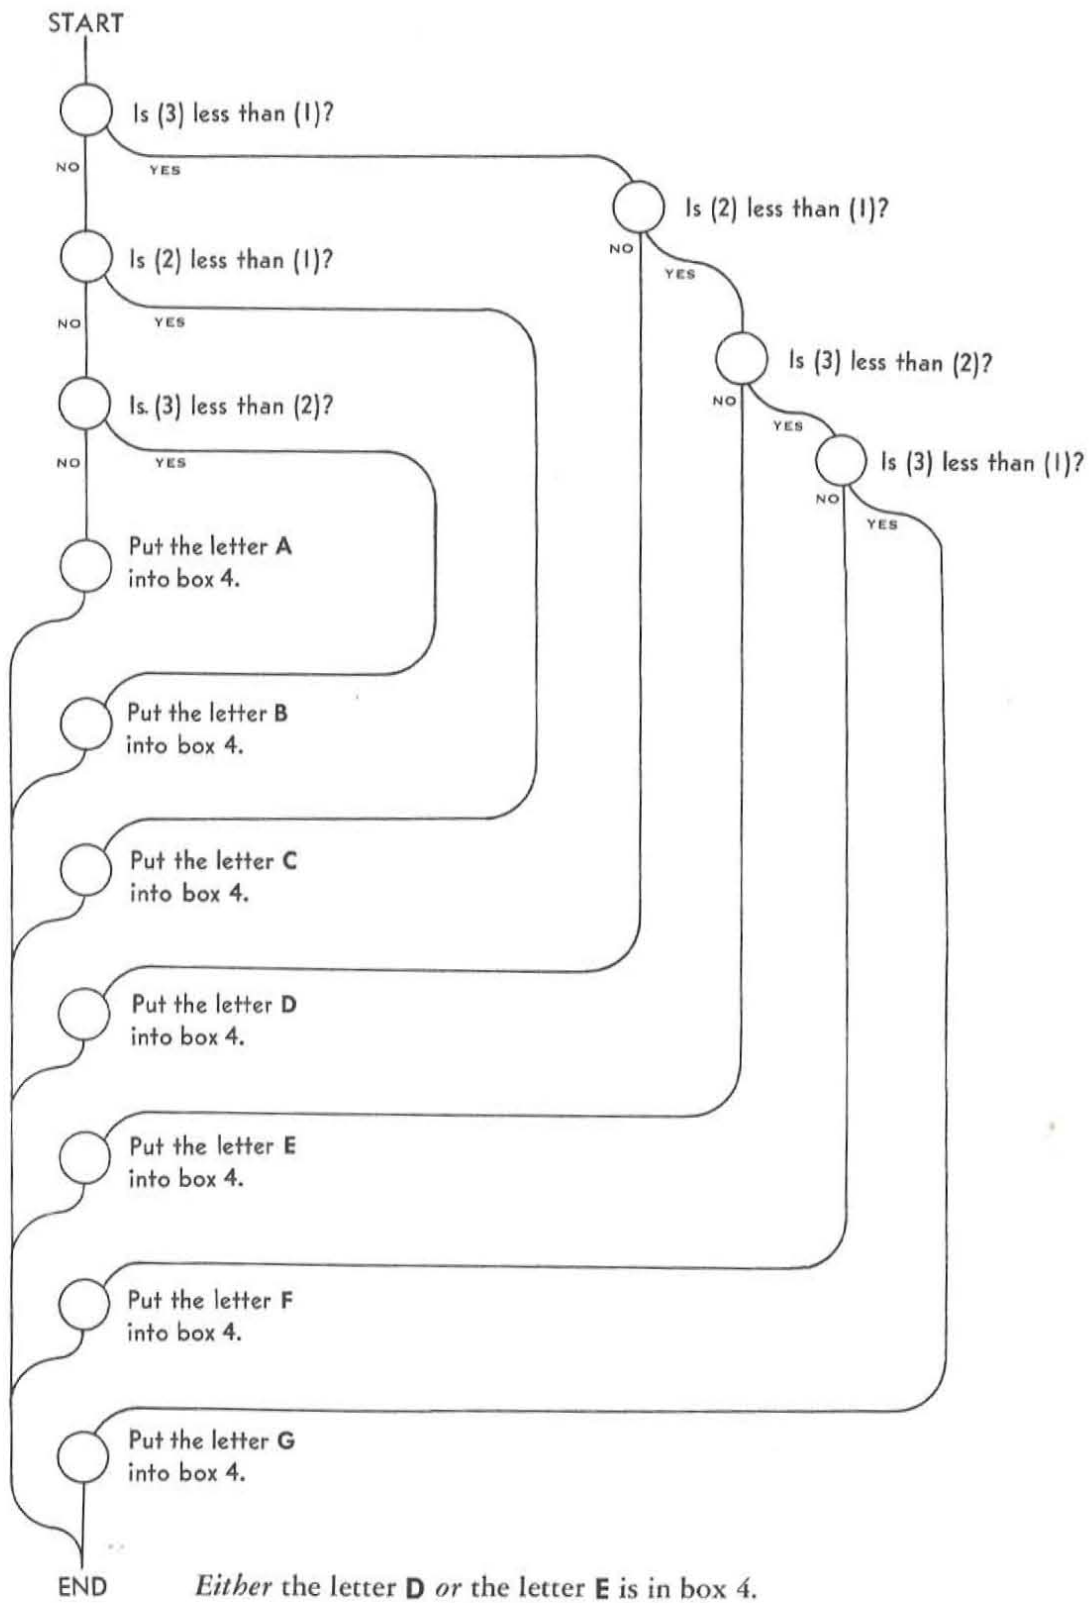 START
Is (3) less than (1)?
NO
YES
Is (2) less than (1)?
NO
YES
Is (2) less than (1)?
NO
YES
Is (3) less than (2)?
NO
YES
Is. (3) less than (2)?
NO
YES
Is (3) less than (1)?
NO
YES
Put the letter A
into box 4.
Put the letter B
into box 4.
Put the letter C
into box 4.
Put the letter D
into box 4.
Put the letter E
into box 4.
Put the letter F
into box 4.
Put the letter G
into box 4.
END
Either the letter D or the letter E is in box 4.